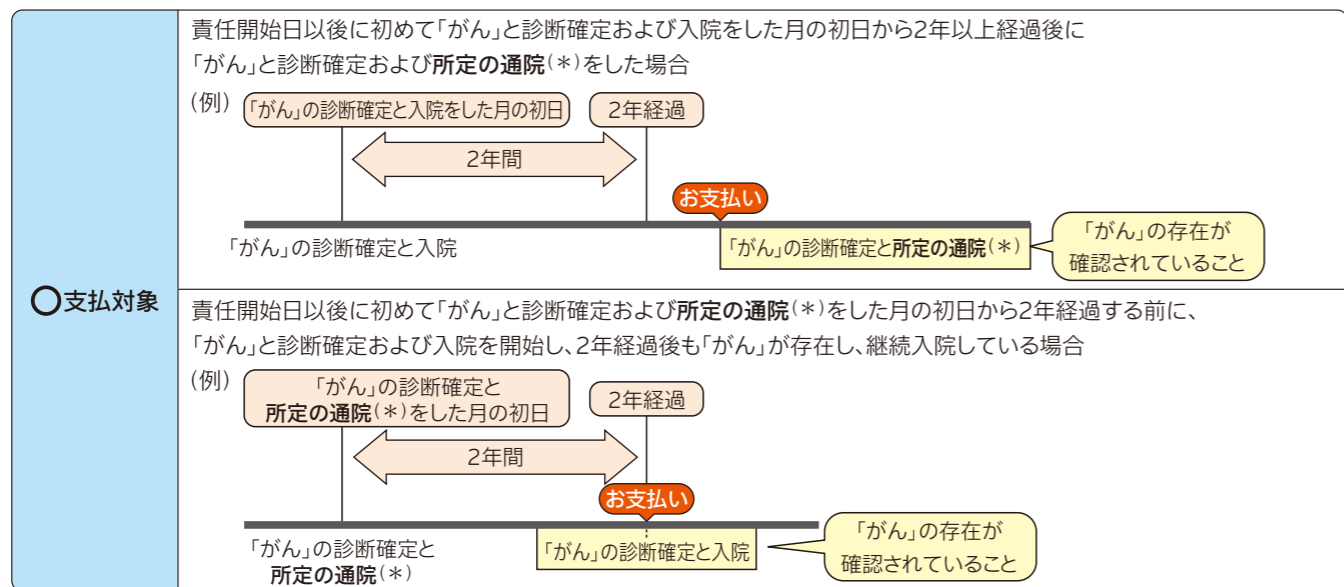 ○支払対象
責任開始日以後に初めて「がん」と診断確定および入院をした月の初日から2年以上経過後に
「がん」と診断確定および所定の通院(＊)をした場合
(例)
「がん」の診断確定と入院をした月の初日
2年経過
2年間
お支払い
「がん」の診断確定と入院
「がん」の診断確定と所定の通院(＊)
「がん」の存在が
確認されていること
責任開始日以後に初めて「がん」と診断確定および所定の通院(＊)をした月の初日から2年経過する前に、
「がん」と診断確定および入院を開始し、2年経過後も「がん」が存在し、継続入院している場合
(例)
「がん」の診断確定と
所定の通院(＊)をした月の初日
2年経過
2年間
お支払い
「がん」の診断確定と
所定の通院(＊)
「がん」の診断確定と入院
「がん」の存在が
確認されていること